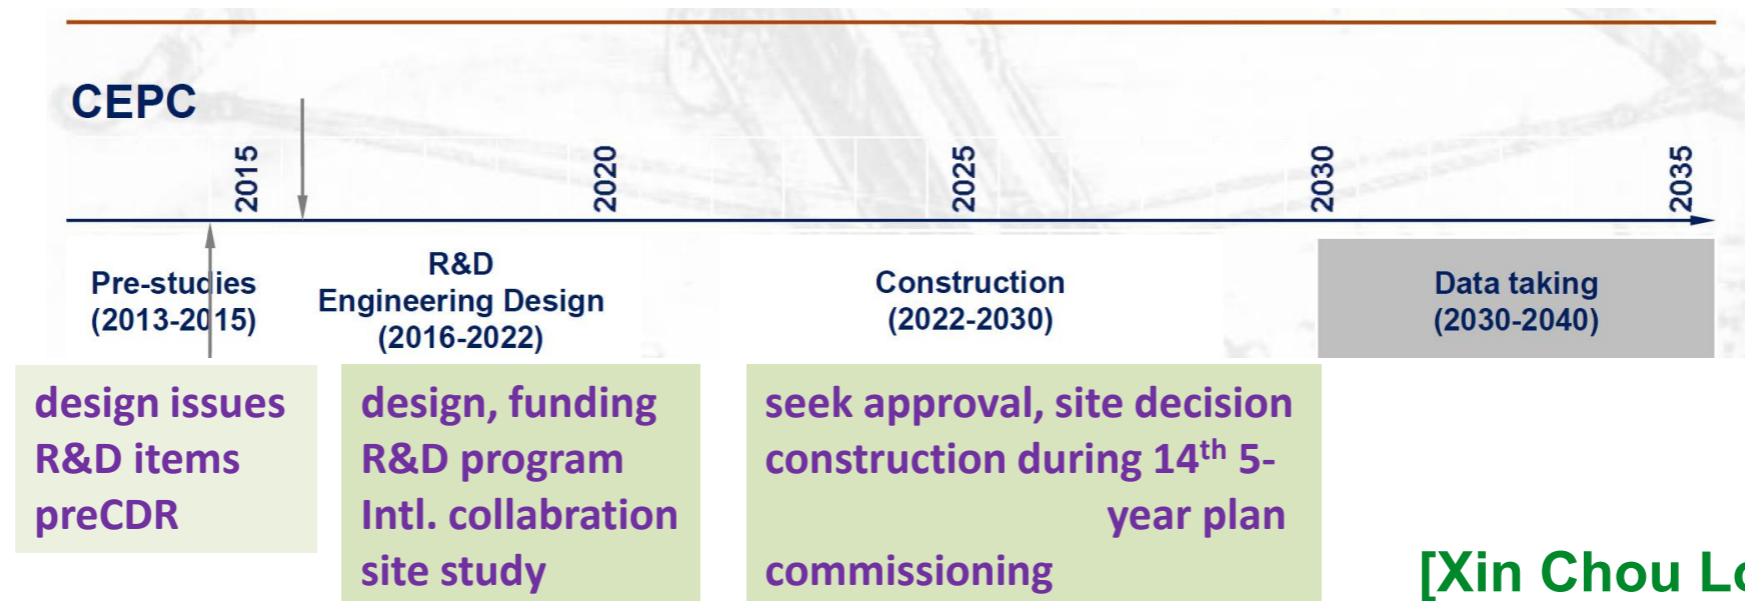 CEPC
2015
2020
2025
2030
2035
Pre-studies
(2013-2015)
R&D
Engineering Design
(2016-2022)
Construction
(2022-2030)
Data taking
(2030-2040)
design issues
R&D items
preCDR
design, funding
R&D program
Intl. collabration
site study
seek approval, site decision
construction during 14th 5-
year plan
commissioning
[Xin Chou